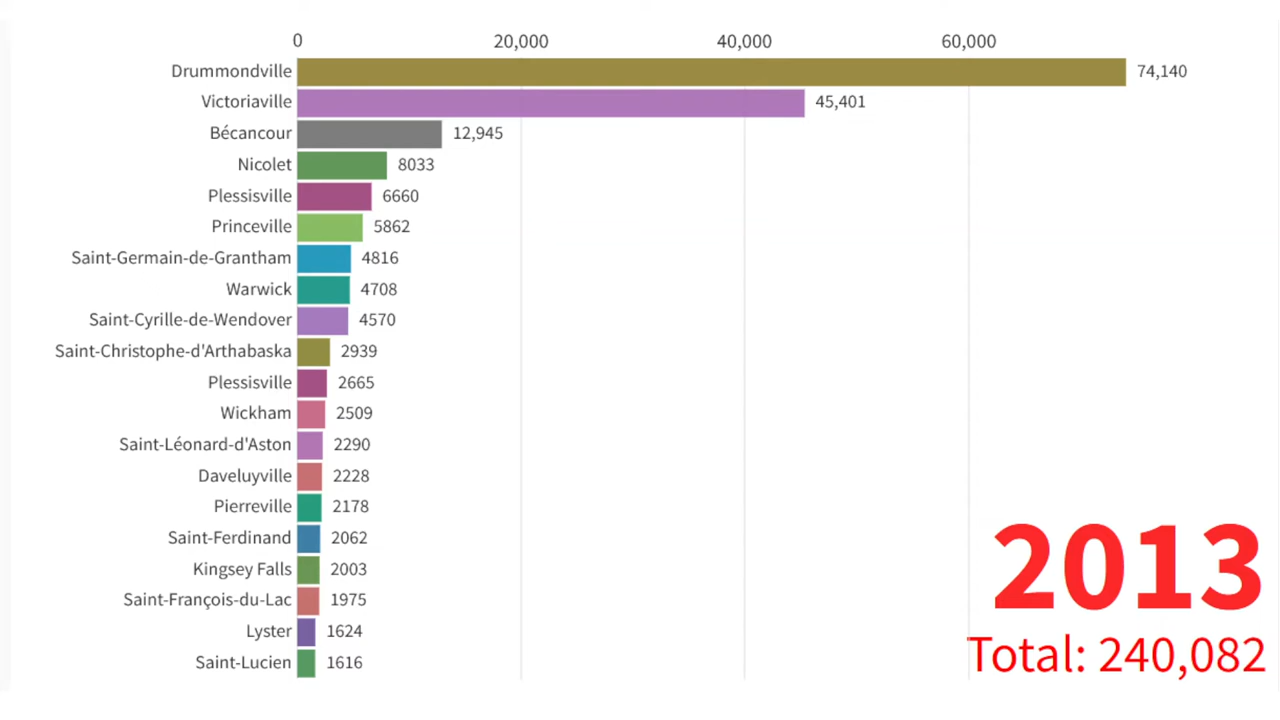 0 20,000 40,000 60,000
Drummondville 74,140
Victoriaville 45,401
Bécancour 12,945
Nicolet 8033
Plessisville 6660
Princeville 5862
Saint-Germain-de-Grantham 4816
Warwick 4708
Saint-Cyrille-de-Wendover 4570
Saint-Christophe-d'Arthabaska 2939
Plessisville 2665
Wickham 2509
Saint-Léonard-d'Aston 2290
Daveluyville 2228
Pierreville 2178
Saint-Ferdinand 2062
Kingsey Falls 2003
Saint-François-du-Lac 1975
Lyster 1624
Saint-Lucien 1616
2013
Total: 240,082